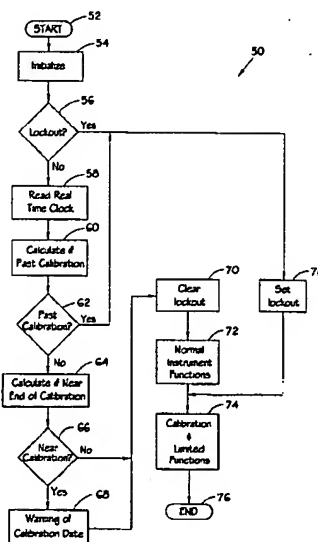 START
52
54
Initialize
50
56
Lockout?
Yes
No
58
Read Real
Time Clock
60
Calculate if
Past Calibration
62
Past
Calibration?
Yes
No
64
Calculate if Near
End of Calibration
66
Near
Calibration?
No
Yes
68
Warning of
Calibration Date
70
Clear
lockout
Set
lockout
72
Normal
Instrument
Functions
74
Calibration
&
Limited
Functions
76
END